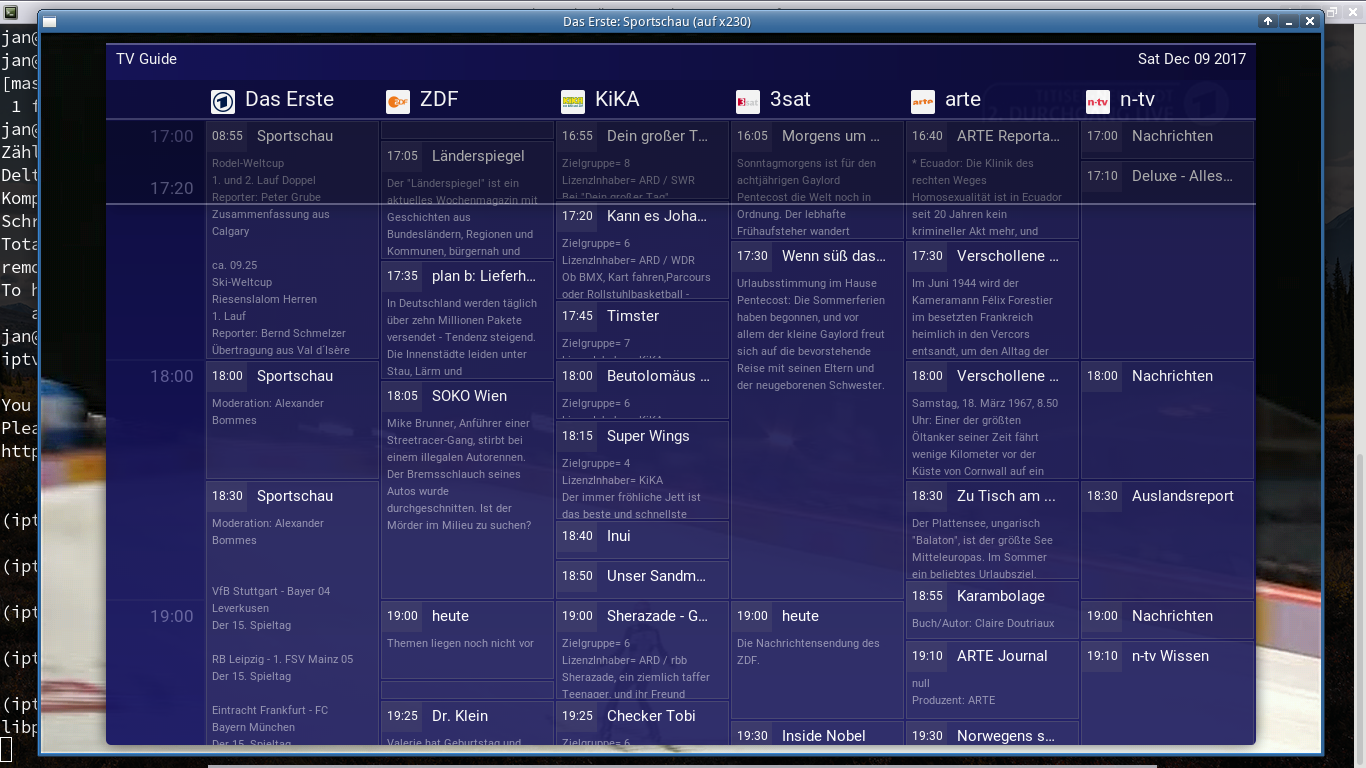 Das Erste: Sportschau (auf x230)
TV Guide
Sat Dec 09 2017
Das Erste
ZDF
KiKA
3sat
arte
n-tv
17:00
17:20
18:00
19:00
08:55 Sportschau
Rodel-Weltcup
1. und 2. Lauf Doppel
Reporter: Peter Grube
Zusammenfassung aus
Calgary
ca. 09.25
Ski-Weltcup
Riesenslalom Herren
1. Lauf
Reporter: Bernd Schmelzer
Übertragung aus Val d´Isère
18:00 Sportschau
Moderation: Alexander
Bommes
18:30 Sportschau
Moderation: Alexander
Bommes
VfB Stuttgart - Bayer 04
Leverkusen
Der 15. Spieltag
RB Leipzig - 1. FSV Mainz 05
Der 15. Spieltag
Eintracht Frankfurt - FC
Bayern München
Der 15. Spieltag
17:05 Länderspiegel
Der "Länderspiegel" ist ein
aktuelles Wochenmagazin mit
Geschichten aus
Bundesländern, Regionen und
Kommunen, bürgernah und
17:35 plan b: Lieferh...
In Deutschland werden täglich
über zehn Millionen Pakete
versendet - Tendenz steigend.
Die Innenstädte leiden unter
Stau, Lärm und
18:05 SOKO Wien
Mike Brunner, Anführer einer
Streetracer-Gang, stirbt bei
einem illegalen Autorennen.
Der Bremsschlauch seines
Autos wurde
durchgeschnitten. Ist der
Mörder im Milieu zu suchen?
19:00 heute
Themen liegen noch nicht vor
19:25 Dr. Klein
Valerie hat Geburtstag und
16:55 Dein großer T...
Zielgruppe= 8
LizenzInhaber= ARD / SWR
Bei "Dein großer Tag"
17:20 Kann es Joha...
Zielgruppe= 6
LizenzInhaber= ARD / WDR
Ob BMX, Kart fahren,Parcours
oder Rollstuhlbasketball -
17:45 Timster
Zielgruppe= 7
LizenzInhaber= KiKA
18:00 Beutolomäus ...
Zielgruppe= 6
LizenzInhaber= KiKA
18:15 Super Wings
Zielgruppe= 4
LizenzInhaber= KiKA
Der immer fröhliche Jett ist
das beste und schnellste
18:40 Inui
18:50 Unser Sandm...
19:00 Sherazade - G...
Zielgruppe= 6
LizenzInhaber= ARD / rbb
Sherazade, ein ziemlich taffer
Teenager, und ihr Freund
19:25 Checker Tobi
Zielgruppe= 6
16:05 Morgens um ...
Sonntagmorgens ist für den
achtjährigen Gaylord
Pentecost die Welt noch in
Ordnung. Der lebhafte
Frühaufsteher wandert
17:30 Wenn süß das...
Urlaubsstimmung im Hause
Pentecost: Die Sommerferien
haben begonnen, und vor
allem der kleine Gaylord freut
sich auf die bevorstehende
Reise mit seinen Eltern und
der neugeborenen Schwester.
19:00 heute
Die Nachrichtensendung des
ZDF.
19:30 Inside Nobel
16:40 ARTE Reporta...
* Ecuador: Die Klinik des
rechten Weges
Homosexualität ist in Ecuador
seit 20 Jahren kein
krimineller Akt mehr, und
17:30 Verschollene ...
Im Juni 1944 wird der
Kameramann Félix Forestier
im besetzten Frankreich
heimlich in den Vercors
entsandt, um den Alltag der
18:00 Verschollene ...
Samstag, 18. März 1967, 8.50
Uhr: Einer der größten
Öltanker seiner Zeit fährt
wenige Kilometer vor der
Küste von Cornwall auf ein
18:30 Zu Tisch am ...
Der Plattensee, ungarisch
"Balaton", ist der größte See
Mitteleuropas. Im Sommer
ein beliebtes Urlaubsziel.
18:55 Karambolage
Buch/Autor: Claire Doutriaux
19:10 ARTE Journal
null
Produzent: ARTE
19:30 Norwegens s...
17:00 Nachrichten
17:10 Deluxe - Alles...
18:00 Nachrichten
18:30 Auslandsreport
19:00 Nachrichten
19:10 n-tv Wissen
jan@
jan@
[mas
1 f
jan@
Zähl
Delt
Komp
Schr
Tota
remo
To h
a
jan@
iptv
You
Plea
http
(ipt
(ipt
(ipt
(ipt
(ipt
libp